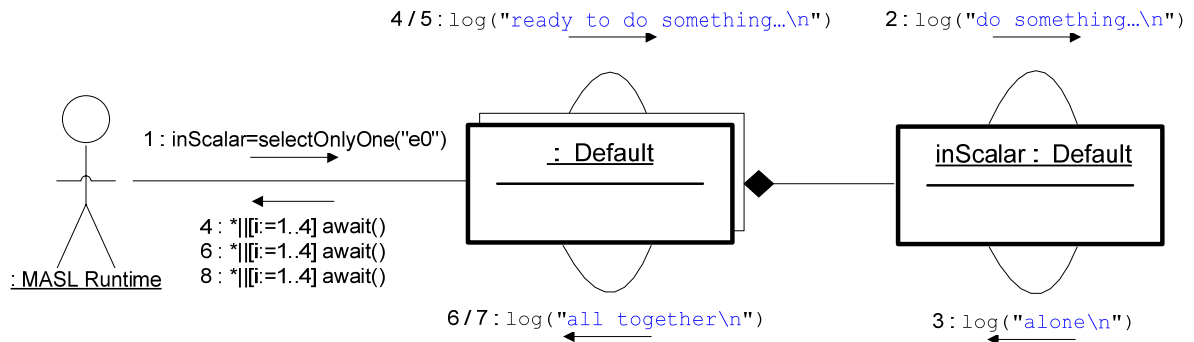 4 / 5 : log("ready to do something…\n")
2 : log("do something…\n")
1 : inScalar=selectOnlyOne("e0")
: Default
inScalar : Default
4 : *||[i:=1..4] await()
6 : *||[i:=1..4] await()
8 : *||[i:=1..4] await()
: MASL Runtime
6 / 7 : log("all together\n")
3 : log("alone\n")